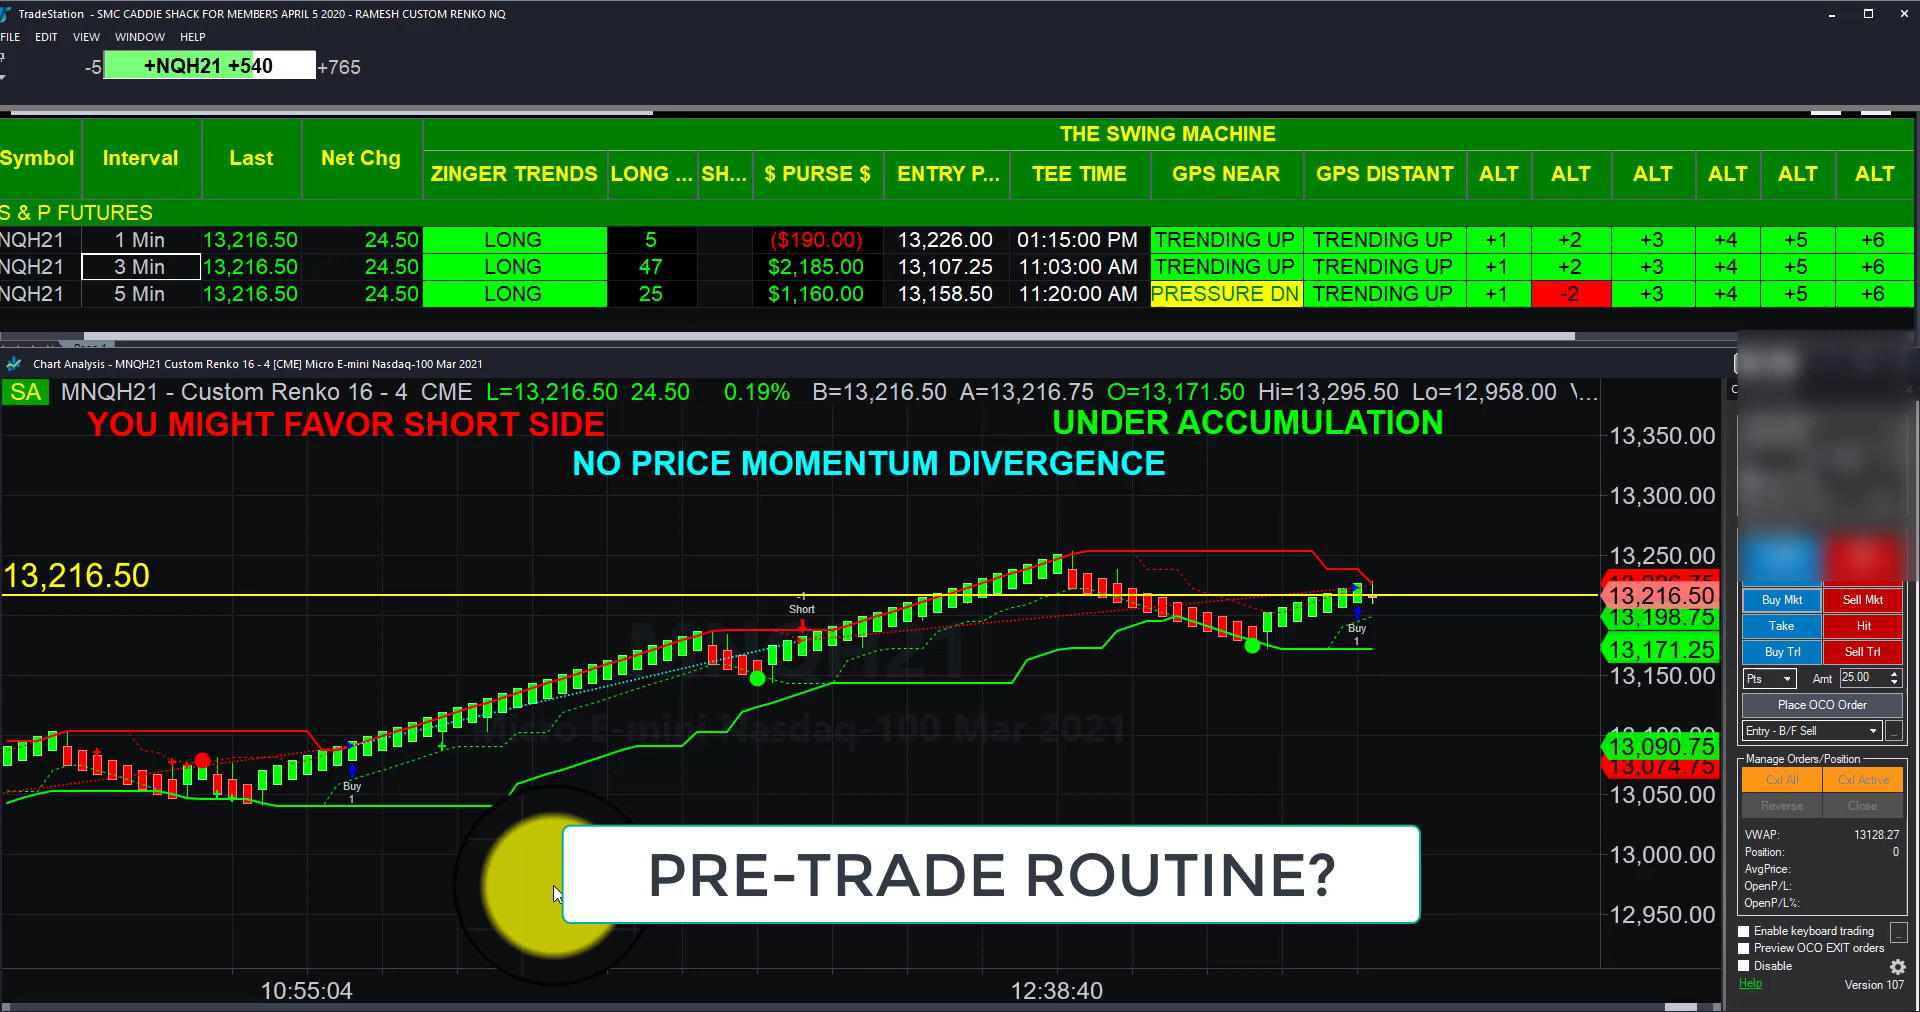 TradeStation - SMC CADDIE SHACK FOR MEMBERS APRIL 5 2020 - RAMESH CUSTOM RENKO NQ
FILE EDIT VIEW WINDOW HELP
-5 +NQH21 +540 +765
THE SWING MACHINE
Symbol Interval Last Net Chg ZINGER TRENDS LONG ... SH... $ PURSE $ ENTRY P... TEE TIME GPS NEAR GPS DISTANT ALT ALT ALT ALT ALT ALT
S & P FUTURES
NQH21 1 Min 13,216.50 24.50 LONG 5 ($190.00) 13,226.00 01:15:00 PM TRENDING UP TRENDING UP +1 +2 +3 +4 +5 +6
NQH21 3 Min 13,216.50 24.50 LONG 47 $2,185.00 13,107.25 11:03:00 AM TRENDING UP TRENDING UP +1 +2 +3 +4 +5 +6
NQH21 5 Min 13,216.50 24.50 LONG 25 $1,160.00 13,158.50 11:20:00 AM PRESSURE DN TRENDING UP +1 -2 +3 +4 +5 +6
Chart Analysis - MNQH21 Custom Renko 16 - 4 [CME] Micro E-mini Nasdaq-100 Mar 2021
SA MNQH21 - Custom Renko 16 - 4 CME L=13,216.50 24.50 0.19% B=13,216.50 A=13,216.75 O=13,171.50 Hi=13,295.50 Lo=12,958.00 \...
YOU MIGHT FAVOR SHORT SIDE UNDER ACCUMULATION
NO PRICE MOMENTUM DIVERGENCE
13,350.00
13,300.00
13,250.00
13,216.50
13,216.50
13,198.75
13,171.25
13,150.00
13,090.75
13,074.75
13,050.00
13,000.00
12,950.00
-1
Short
Buy
1
Buy
1
MNQH21
Micro E-mini Nasdaq-100 Mar 2021
PRE-TRADE ROUTINE?
10:55:04 12:38:40
Buy Mkt Sell Mkt
Take Hit
Buy Trl Sell Trl
Pts Amt 25.00
Place OCO Order
Entry - B/F Sell ...
Manage Orders/Position
Cxl All Cxl Active
Reverse Close
VWAP: 13128.27
Position: 0
AvgPrice:
OpenP/L:
OpenP/L%:
Enable keyboard trading ...
Preview OCO EXIT orders
Disable
Help Version 107